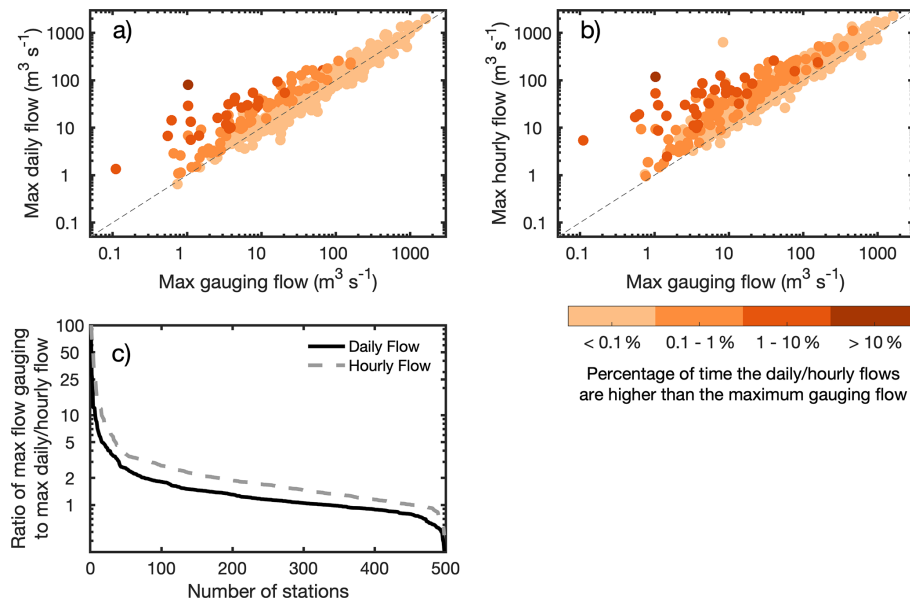 a)
Max daily flow (m³ s⁻¹)
1000
100
10
1
0.1
0.1 1 10 100 1000
Max gauging flow (m³ s⁻¹)
b)
Max hourly flow (m³ s⁻¹)
1000
100
10
1
0.1
0.1 1 10 100 1000
Max gauging flow (m³ s⁻¹)
< 0.1 % 0.1 - 1 % 1 -10 % > 10 %
Percentage of time the daily/hourly flows
are higher than the maximum gauging flow
c)
Daily Flow
Hourly Flow
Ratio of max flow gauging
to max daily/hourly flow
100
50
25
10
5
2
1
0 100 200 300 400 500
Number of stations